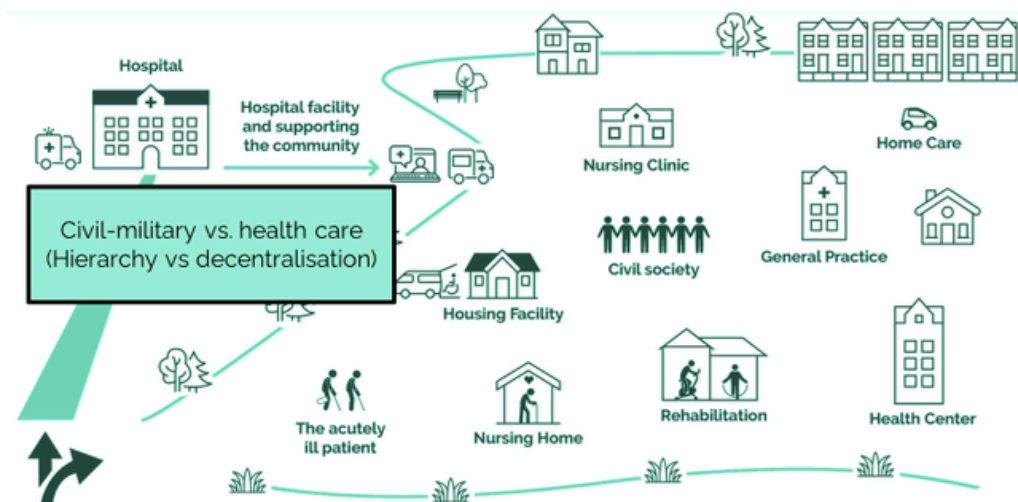 Hospital
Hospital facility
and supporting
the community
Nursing Clinic
Home Care
Civil-military vs. health care
(Hierarchy vs decentralisation)
Civil society
General Practice
Housing Facility
The acutely
ill patient
Nursing Home
Rehabilitation
Health Center